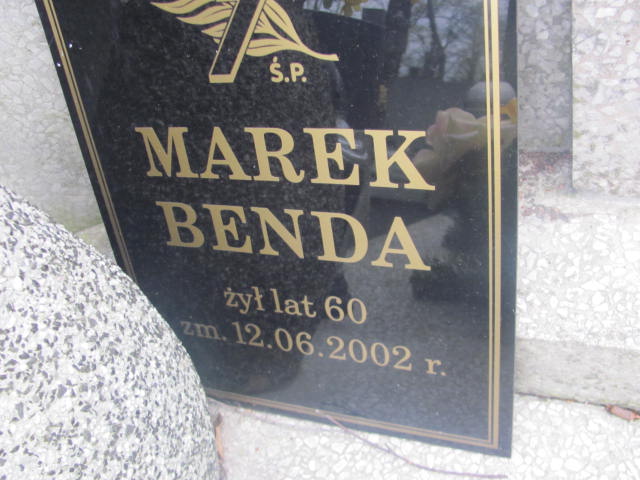 Ś.P.
MAREK
BENDA
żył lat 60
zm. 12.06.2002 r.